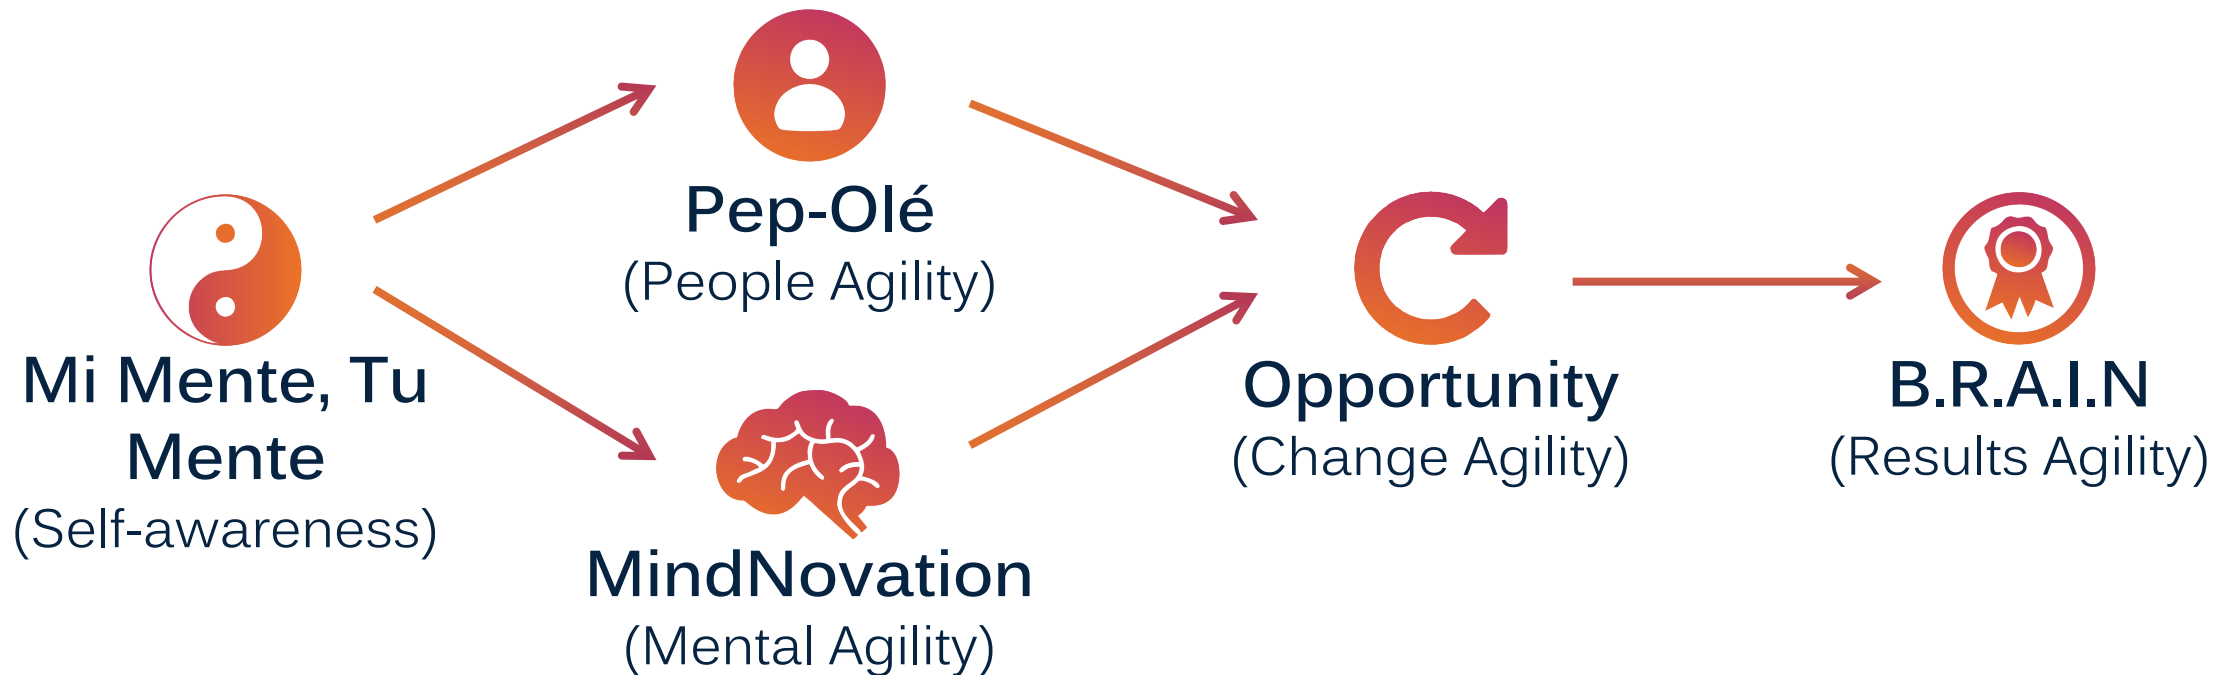 Mi Mente, Tu
Mente
(Self-awareness)
Pep-Olé
(People Agility)
MindNovation
(Mental Agility)
Opportunity
(Change Agility)
B.R.A.I.N
(Results Agility)